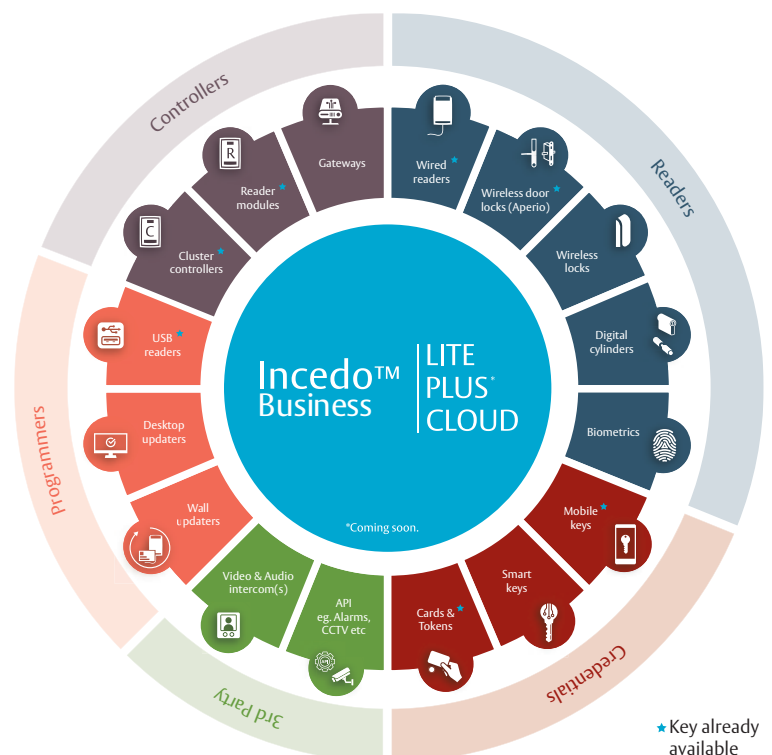 Controllers
Readers
Gateways
Wired
readers
Reader
modules
R
Wireless door
locks (Aperio)
Cluster
controllers
C
Wireless
locks
USB
readers
Digital
cylinders
Incedo™
Business
LITE
PLUS*
CLOUD
Desktop
updaters
Biometrics
Programmers
Wall
updaters
Mobile
keys
*Coming soon.
Video & Audio
intercom(s)
API
eg. Alarms,
CCTV etc
Cards &
Tokens
Smart
keys
3rd Party
Credentials
★ Key already
available